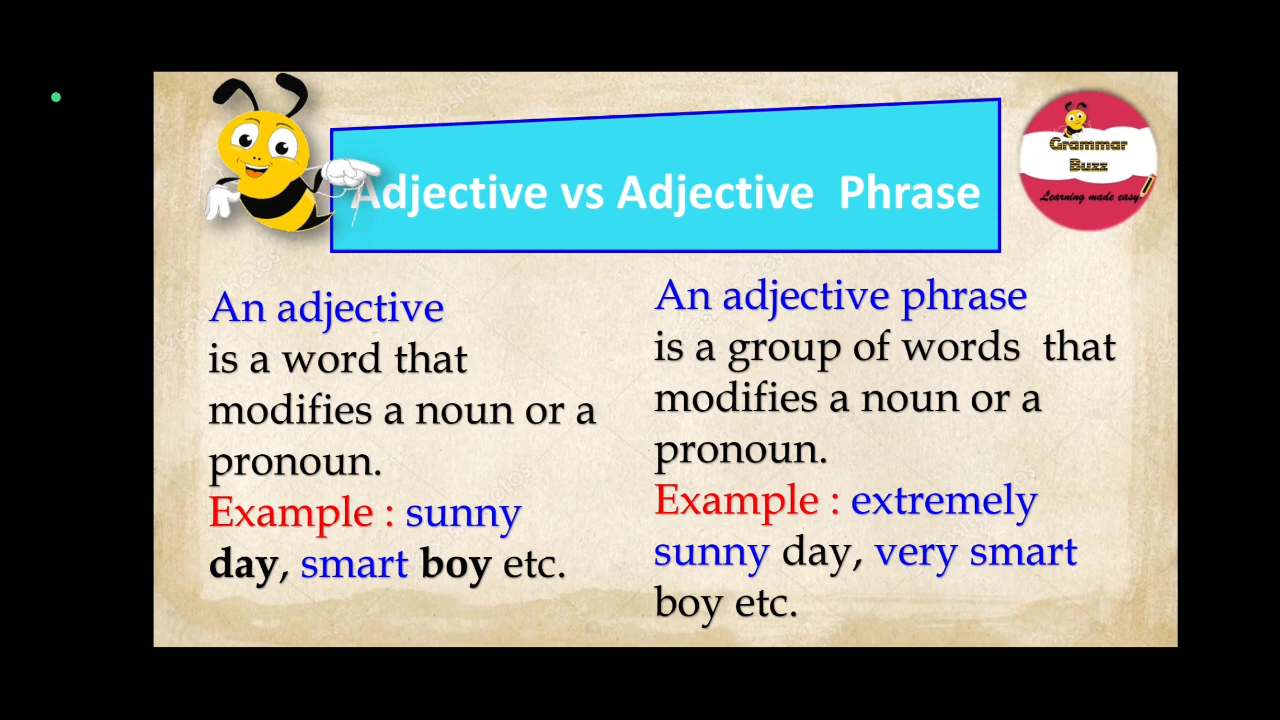 Adjective vs Adjective Phrase
Grammar
Buzz
Learning made easy
An adjective
is a word that
modifies a noun or a
pronoun.
Example : sunny
day, smart boy etc.
An adjective phrase
is a group of words that
modifies a noun or a
pronoun.
Example : extremely
sunny day, very smart
boy etc.